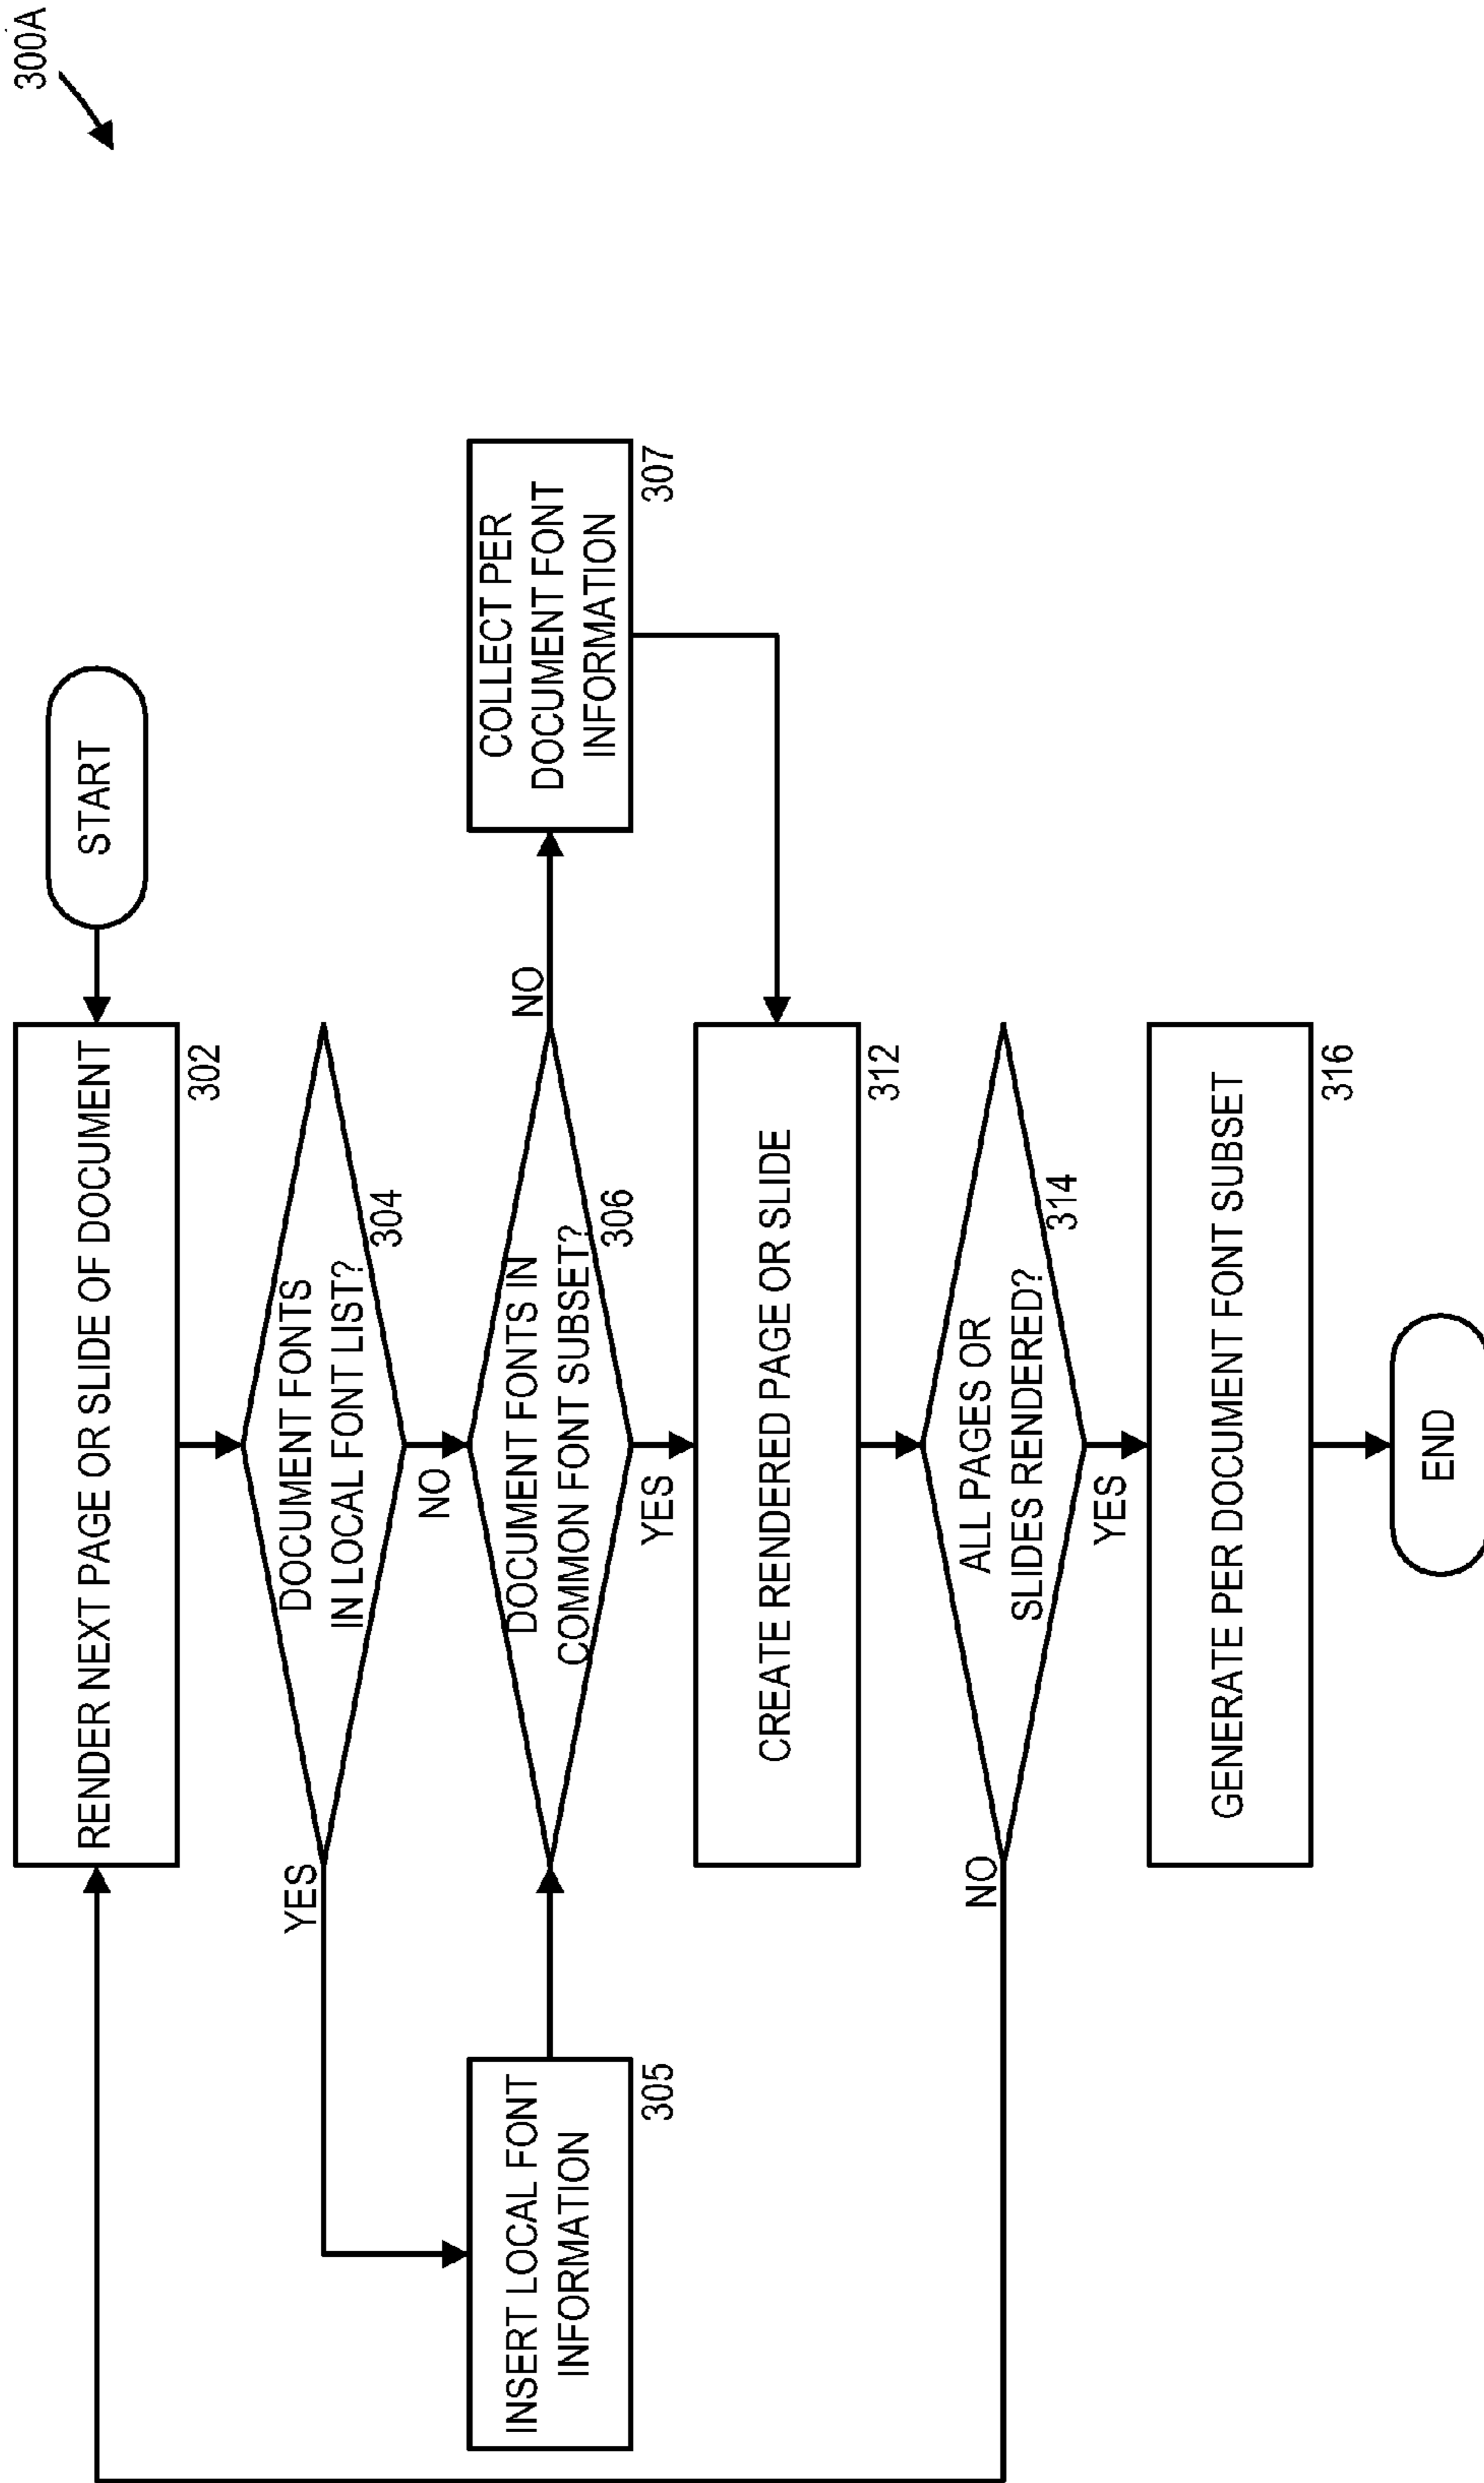 300A
START
RENDER NEXT PAGE OR SLIDE OF DOCUMENT
302
DOCUMENT FONTS
IN LOCAL FONT LIST?
304
YES
NO
INSERT LOCAL FONT
INFORMATION
305
DOCUMENT FONTS IN
COMMON FONT SUBSET?
306
NO
YES
COLLECT PER
DOCUMENT FONT
INFORMATION
307
CREATE RENDERED PAGE OR SLIDE
312
ALL PAGES OR
SLIDES RENDERED?
314
NO
YES
GENERATE PER DOCUMENT FONT SUBSET
316
END